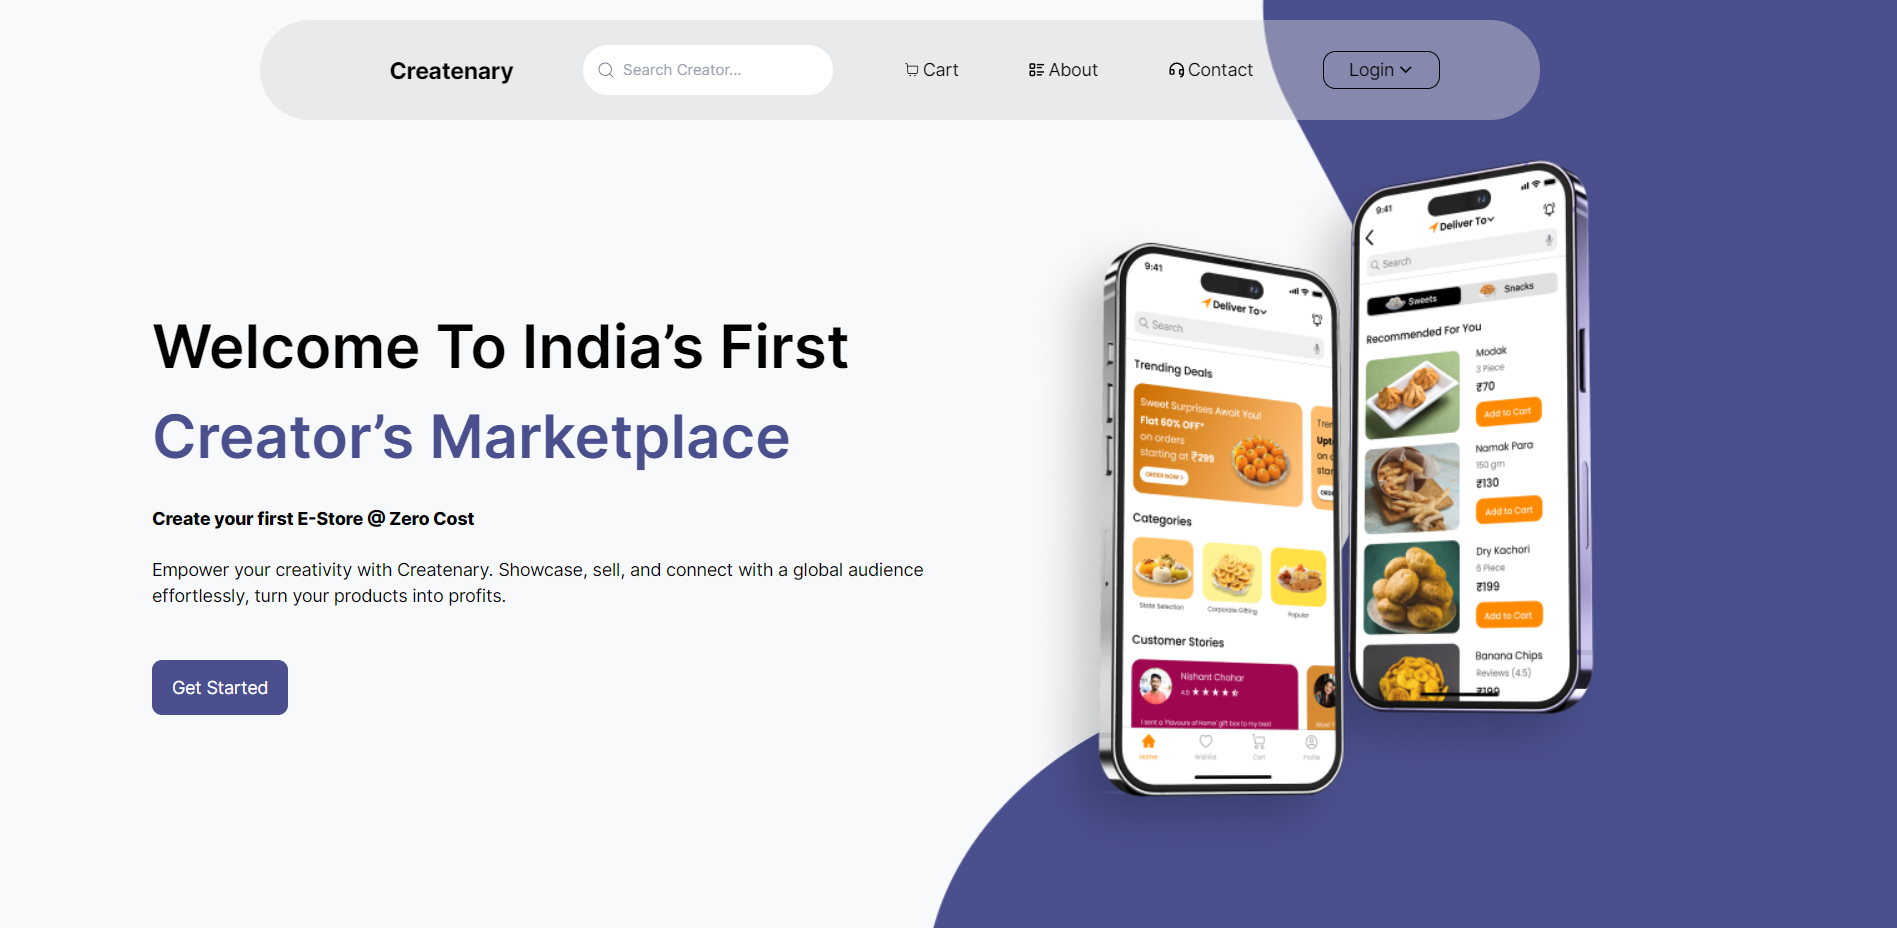 Createnary
Search Creator...
Cart
About
Contact
Login
Welcome To India’s First
Creator’s Marketplace
Create your first E-Store @ Zero Cost
Empower your creativity with Createnary. Showcase, sell, and connect with a global audience
effortlessly, turn your products into profits.
Get Started
9:41
Deliver To
Search
Trending Deals
Sweet Surprises Await You!
Flat 60% OFF*
on orders
starting at ₹299
ORDER NOW >
Categories
State Selection
Corporate Gifting
Popular
Customer Stories
Nishant Chohar
4.5
I sent a 'Flavours of Home' gift box to my best
Home
Wishlist
Cart
Profile
9:41
Deliver To
Search
Sweets
Snacks
Recommended For You
Modak
3 Piece
₹70
Add to Cart
Namak Para
150 gm
₹130
Add to Cart
Dry Kachori
6 Piece
₹199
Add to Cart
Banana Chips
Reviews (4.5)
₹199